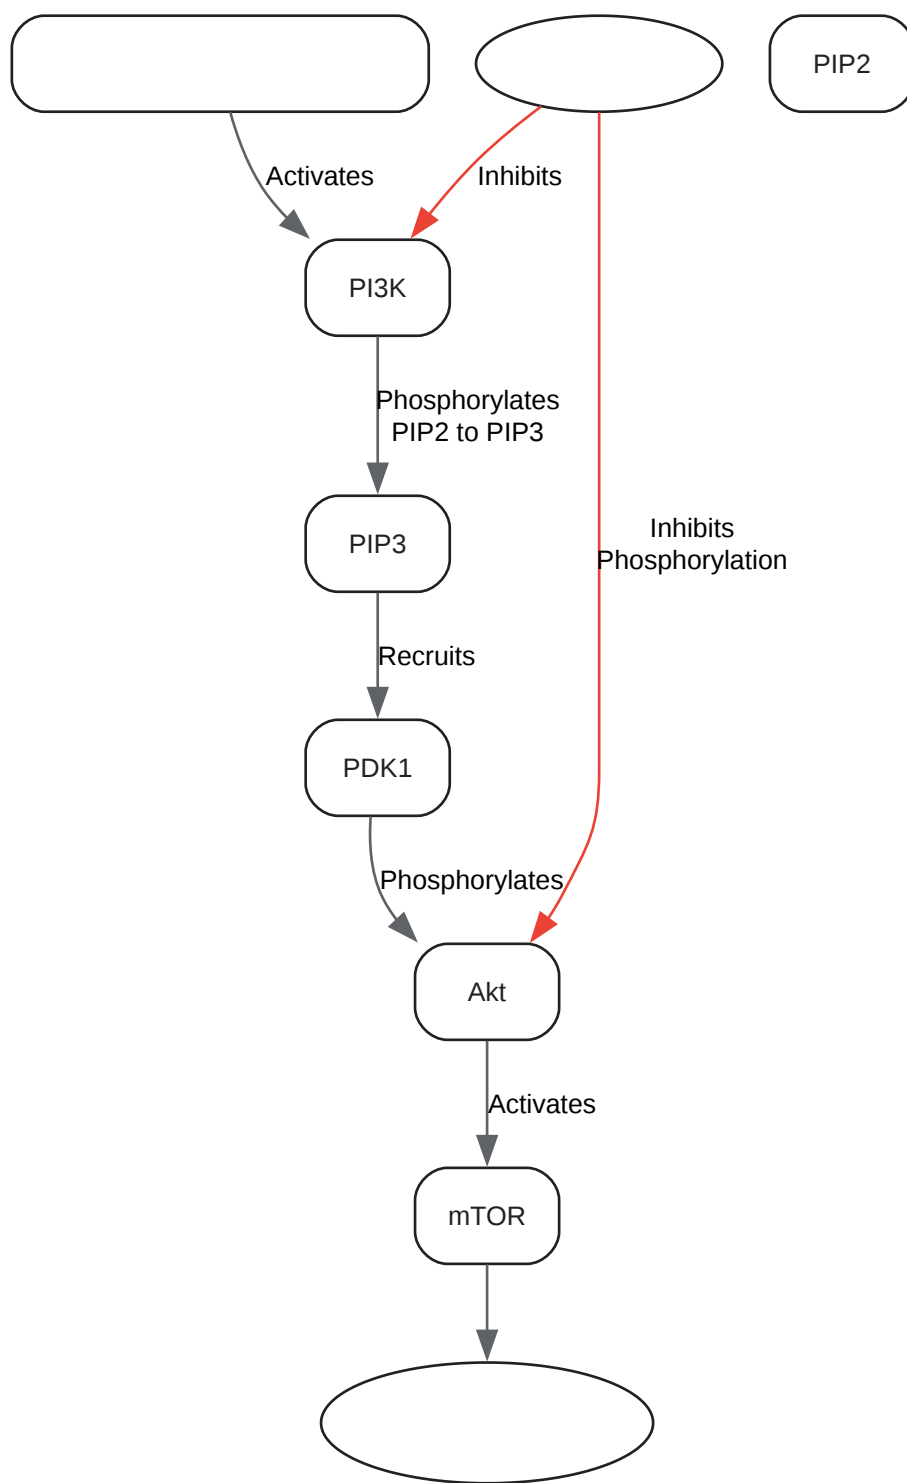 PIP2
Activates
Inhibits
PI3K
Phosphorylates
PIP2 to PIP3
PIP3
Inhibits
Phosphorylation
Recruits
PDK1
Phosphorylates
Akt
Activates
mTOR